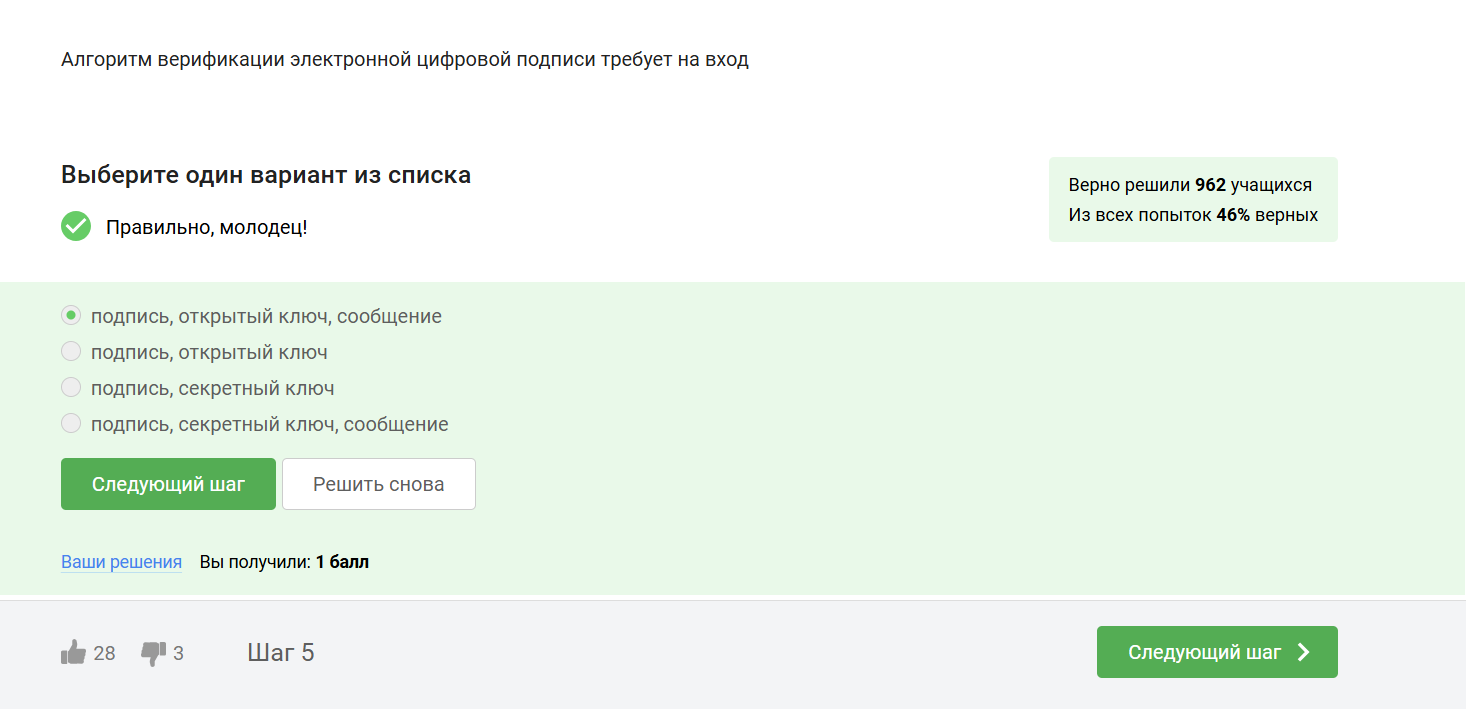 Алгоритм верификации электронной цифровой подписи требует на вход
Выберите один вариант из списка
Правильно, молодец!
Верно решили 962 учащихся
Из всех попыток 46% верных
подпись, открытый ключ, сообщение
подпись, открытый ключ
подпись, секретный ключ
подпись, секретный ключ, сообщение
Следующий шаг
Решить снова
Ваши решения Вы получили: 1 балл
28 3 Шаг 5
Следующий шаг